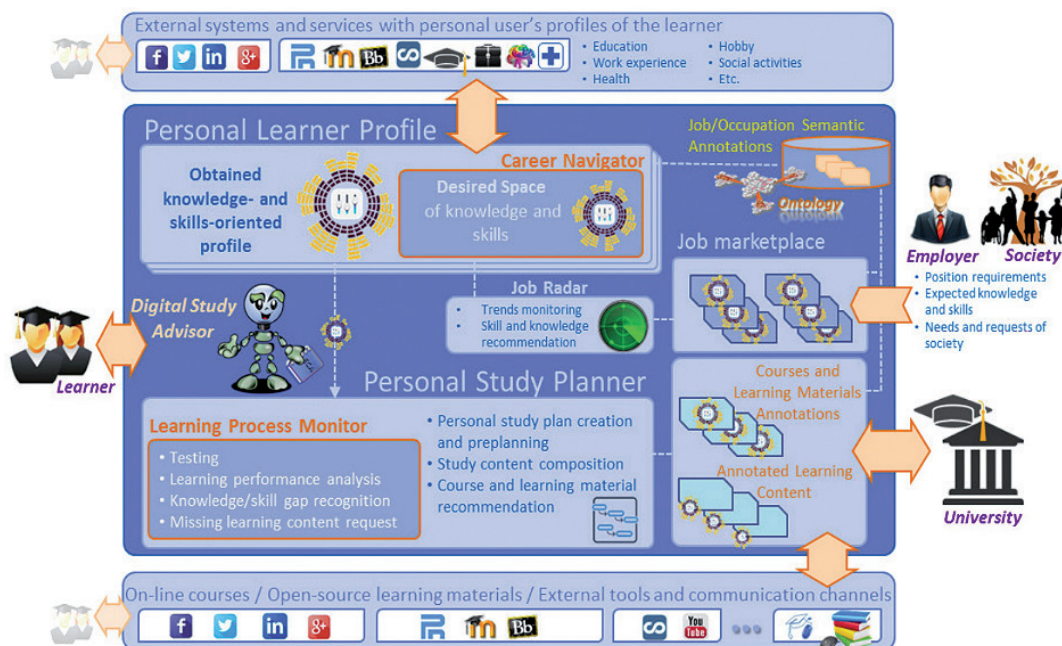 External systems and services with personal user's profiles of the learner
f
in
g+
m
Bb
• Education
• Work experience
• Health
• Hobby
• Social activities
• Etc.
Personal Learner Profile
Obtained
knowledge- and
skills-oriented
profile
Career Navigator
Desired Space
of knowledge and
skills
Job/Occupation Semantic
Annotations
Ontology
Job marketplace
Employer
Society
• Position requirements
• Expected knowledge
and skills
• Needs and requests of
society
Job Radar
• Trends monitoring
• Skill and knowledge
recommendation
Digital Study
Advisor
Learner
Personal Study Planner
Learning Process Monitor
• Testing
• Learning performance analysis
• Knowledge/skill gap recognition
• Missing learning content request
• Personal study plan creation
and preplanning
• Study content composition
• Course and learning material
recommendation
Courses and
Learning Materials
Annotations
Annotated Learning
Content
University
On-line courses / Open-source learning materials / External tools and communication channels
f
in
g+
m
Bb
You
Tube